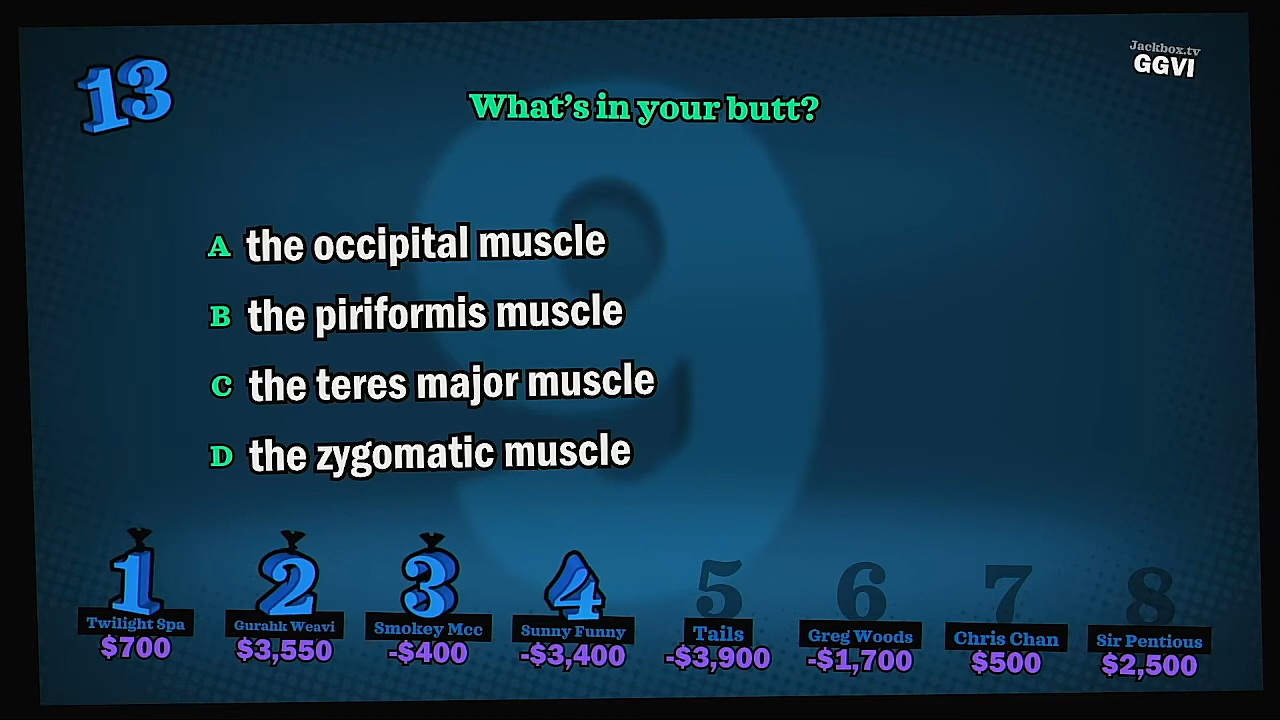 13
Jackbox.tv
GGVI
What's in your butt?
9
A the occipital muscle
B the piriformis muscle
C the teres major muscle
D the zygomatic muscle
1 2 3 4 5 6 7 8
Twilight Spa Gurahk Weavi Smokey Mcc Sunny Funny Tails Greg Woods Chris Chan Sir Pentious
$700 $3,550 -$400 -$3,400 -$3,900 -$1,700 $500 $2,500